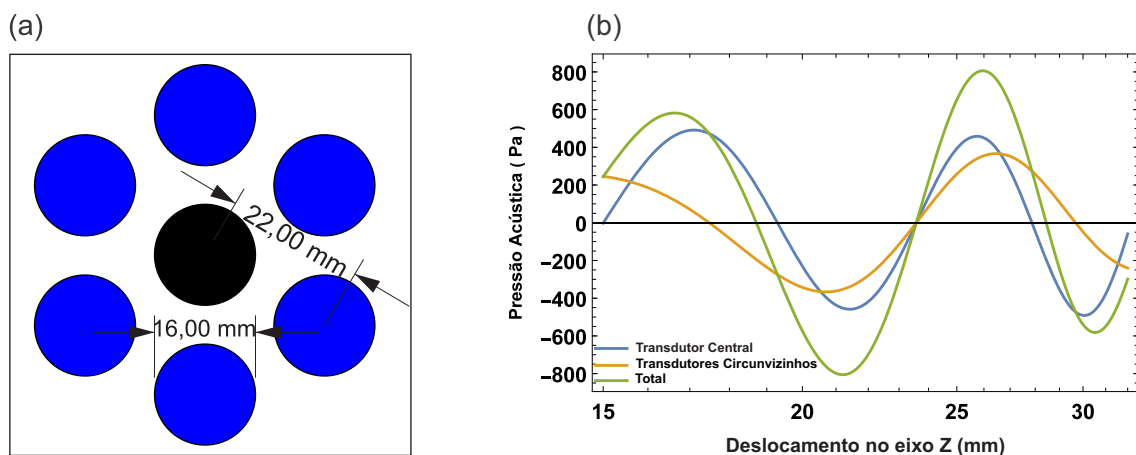 (a)
22,00 mm
16,00 mm
(b)
Pressão Acústica ( Pa )
800
600
400
200
0
−200
−400
−600
−800
Transdutor Central
Transdutores Circunvizinhos
Total
15 20 25 30
Deslocamento no eixo Z (mm)